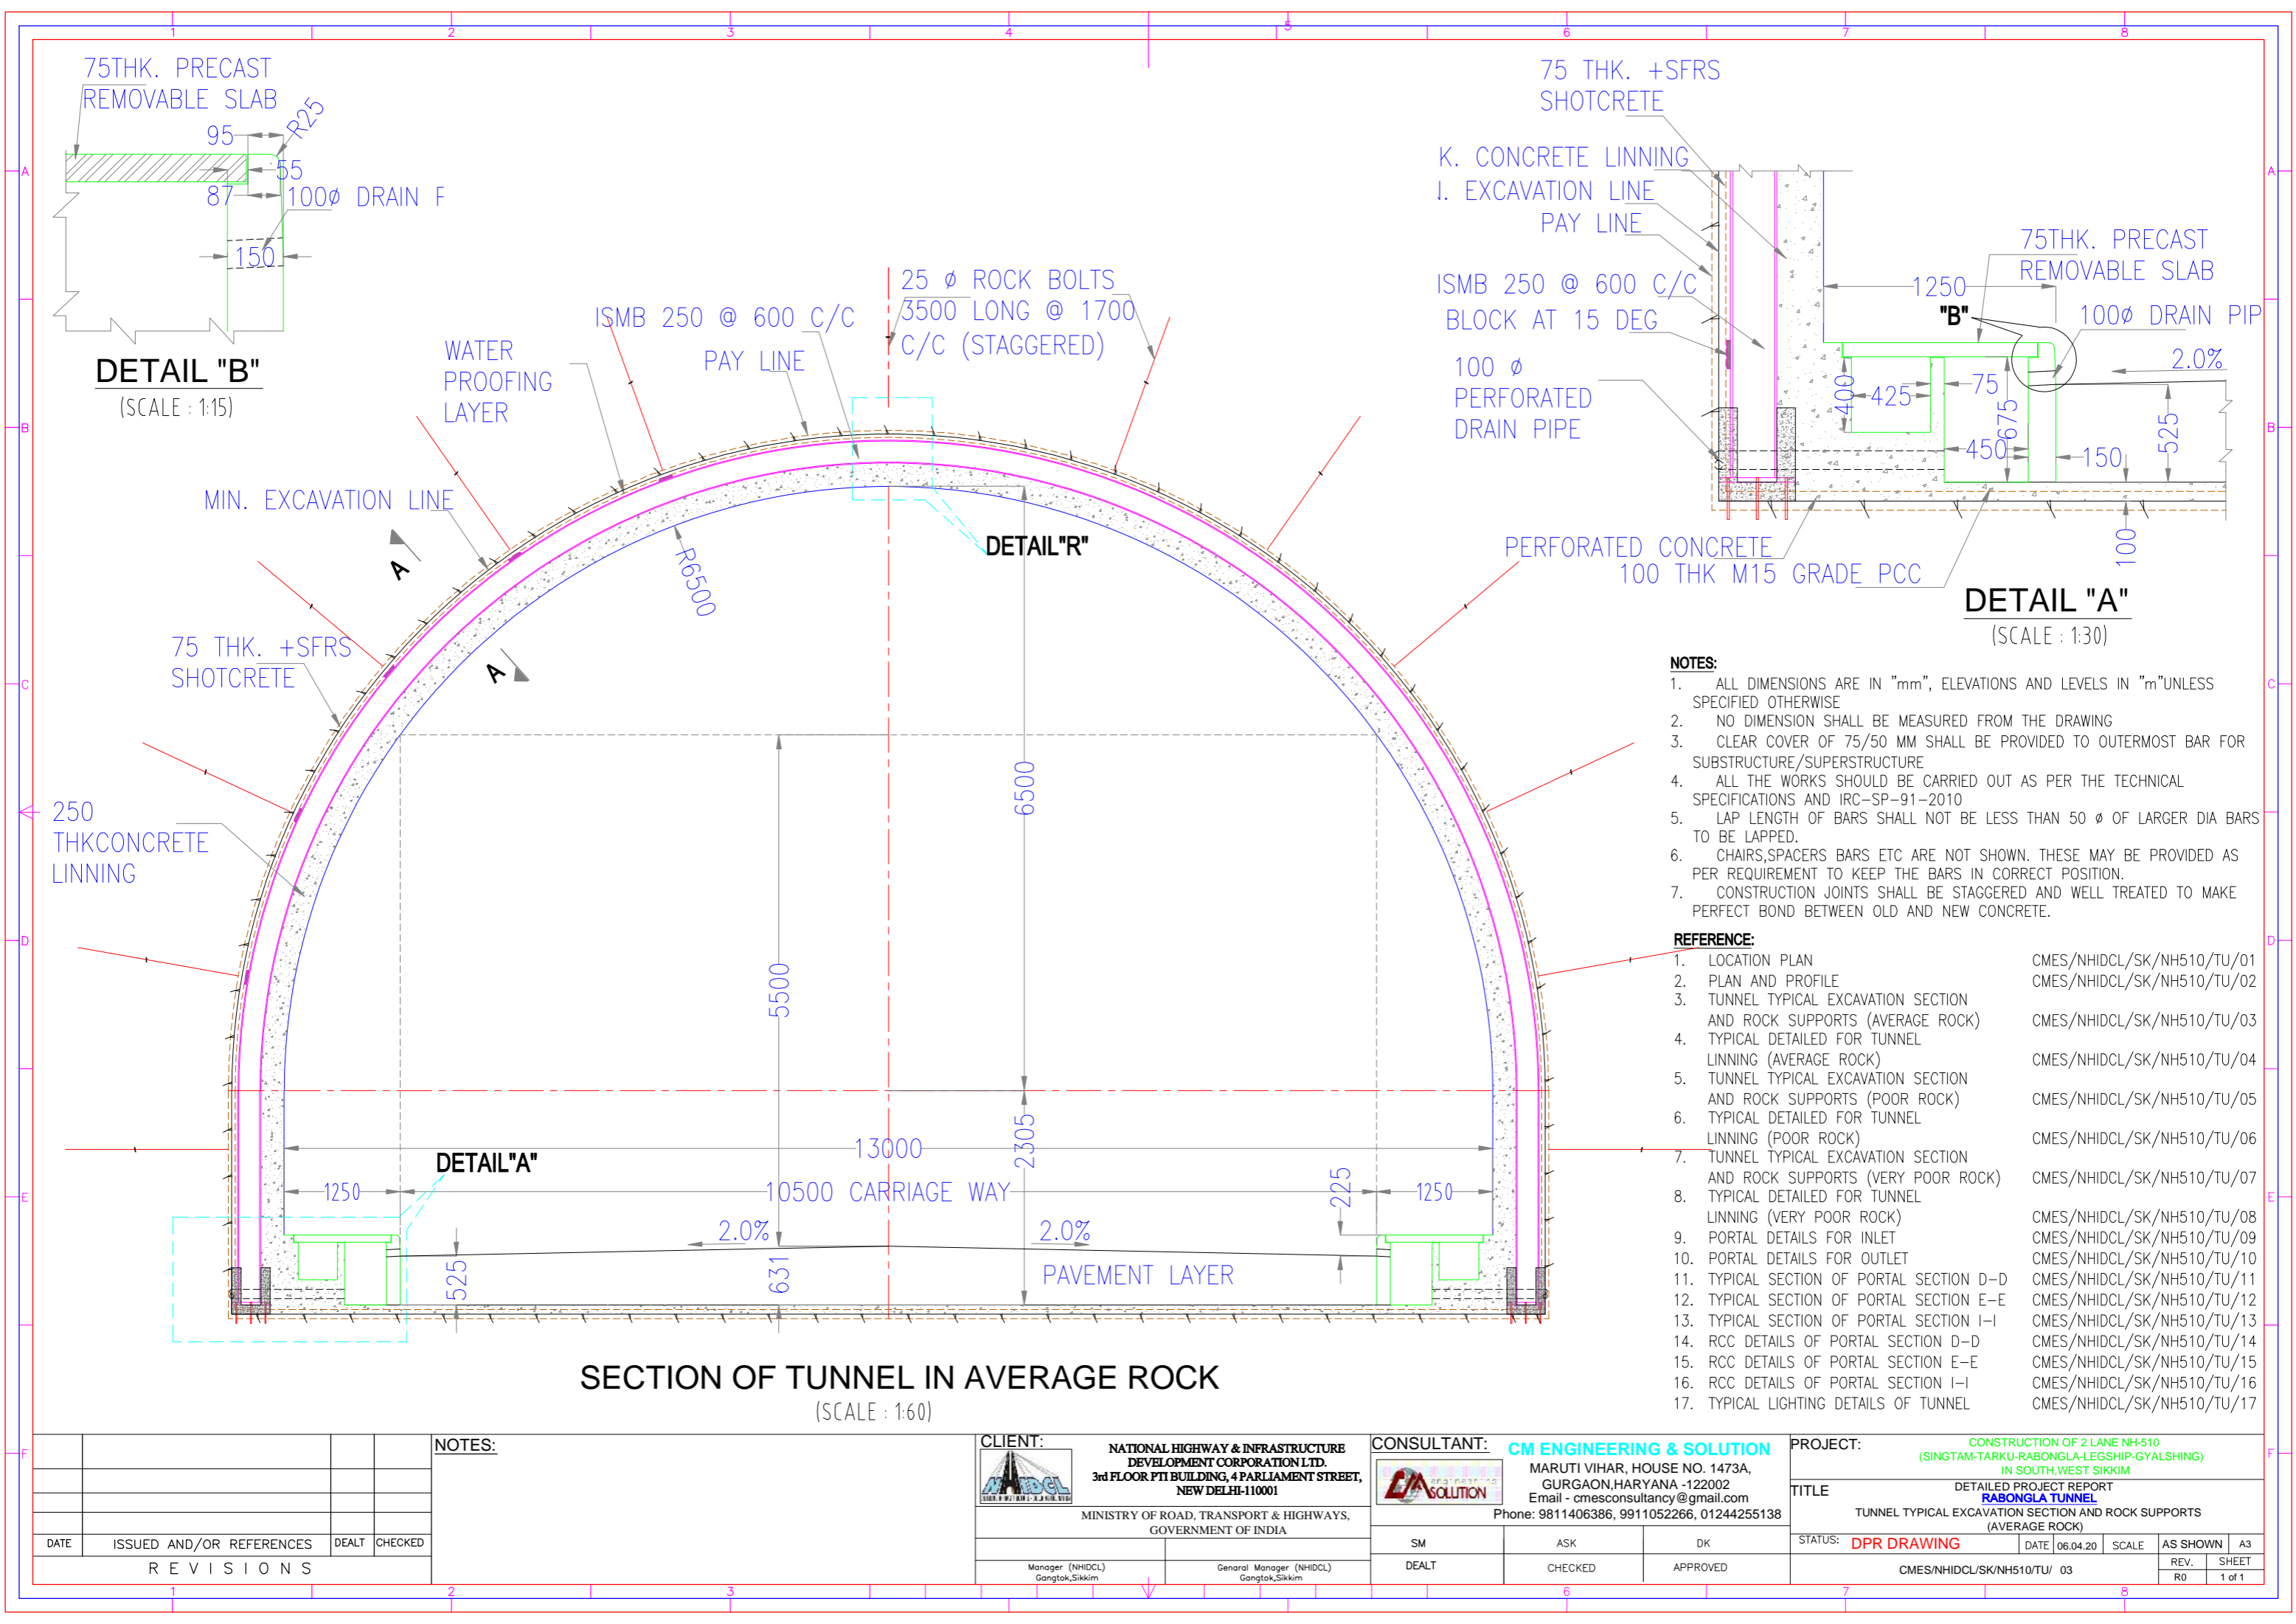 75THK. PRECAST
REMOVABLE SLAB
95
R25
55
87
100ø DRAIN F
150
DETAIL "B"
(SCALE : 1:15)
WATER
PROOFING
LAYER
ISMB 250 @ 600 C/C
PAY LINE
25 ø ROCK BOLTS
3500 LONG @ 1700
C/C (STAGGERED)
MIN. EXCAVATION LINE
A
A
R6500
DETAIL"R"
75 THK. +SFRS
SHOTCRETE
250
THKCONCRETE
LINNING
6500
5500
2305
13000
DETAIL"A"
1250
10500 CARRIAGE WAY
225
1250
2.0%
2.0%
525
631
PAVEMENT LAYER
SECTION OF TUNNEL IN AVERAGE ROCK
(SCALE : 1:60)
75 THK. +SFRS
SHOTCRETE
K. CONCRETE LINNING
I. EXCAVATION LINE
PAY LINE
ISMB 250 @ 600 C/C
BLOCK AT 15 DEG
100 ø
PERFORATED
DRAIN PIPE
75THK. PRECAST
REMOVABLE SLAB
1250
"B"
100ø DRAIN PIP
2.0%
400
425
75
675
450
150
525
100
PERFORATED CONCRETE
100 THK M15 GRADE PCC
DETAIL "A"
(SCALE : 1:30)
NOTES:
1. ALL DIMENSIONS ARE IN "mm", ELEVATIONS AND LEVELS IN "m"UNLESS
SPECIFIED OTHERWISE
2. NO DIMENSION SHALL BE MEASURED FROM THE DRAWING
3. CLEAR COVER OF 75/50 MM SHALL BE PROVIDED TO OUTERMOST BAR FOR
SUBSTRUCTURE/SUPERSTRUCTURE
4. ALL THE WORKS SHOULD BE CARRIED OUT AS PER THE TECHNICAL
SPECIFICATIONS AND IRC-SP-91-2010
5. LAP LENGTH OF BARS SHALL NOT BE LESS THAN 50 ø OF LARGER DIA BARS
TO BE LAPPED.
6. CHAIRS,SPACERS BARS ETC ARE NOT SHOWN. THESE MAY BE PROVIDED AS
PER REQUIREMENT TO KEEP THE BARS IN CORRECT POSITION.
7. CONSTRUCTION JOINTS SHALL BE STAGGERED AND WELL TREATED TO MAKE
PERFECT BOND BETWEEN OLD AND NEW CONCRETE.
REFERENCE:
1. LOCATION PLAN CMES/NHIDCL/SK/NH510/TU/01
2. PLAN AND PROFILE CMES/NHIDCL/SK/NH510/TU/02
3. TUNNEL TYPICAL EXCAVATION SECTION
AND ROCK SUPPORTS (AVERAGE ROCK) CMES/NHIDCL/SK/NH510/TU/03
4. TYPICAL DETAILED FOR TUNNEL
LINNING (AVERAGE ROCK) CMES/NHIDCL/SK/NH510/TU/04
5. TUNNEL TYPICAL EXCAVATION SECTION
AND ROCK SUPPORTS (POOR ROCK) CMES/NHIDCL/SK/NH510/TU/05
6. TYPICAL DETAILED FOR TUNNEL
LINNING (POOR ROCK) CMES/NHIDCL/SK/NH510/TU/06
7. TUNNEL TYPICAL EXCAVATION SECTION
AND ROCK SUPPORTS (VERY POOR ROCK) CMES/NHIDCL/SK/NH510/TU/07
8. TYPICAL DETAILED FOR TUNNEL
LINNING (VERY POOR ROCK) CMES/NHIDCL/SK/NH510/TU/08
9. PORTAL DETAILS FOR INLET CMES/NHIDCL/SK/NH510/TU/09
10. PORTAL DETAILS FOR OUTLET CMES/NHIDCL/SK/NH510/TU/10
11. TYPICAL SECTION OF PORTAL SECTION D-D CMES/NHIDCL/SK/NH510/TU/11
12. TYPICAL SECTION OF PORTAL SECTION E-E CMES/NHIDCL/SK/NH510/TU/12
13. TYPICAL SECTION OF PORTAL SECTION I-I CMES/NHIDCL/SK/NH510/TU/13
14. RCC DETAILS OF PORTAL SECTION D-D CMES/NHIDCL/SK/NH510/TU/14
15. RCC DETAILS OF PORTAL SECTION E-E CMES/NHIDCL/SK/NH510/TU/15
16. RCC DETAILS OF PORTAL SECTION I-I CMES/NHIDCL/SK/NH510/TU/16
17. TYPICAL LIGHTING DETAILS OF TUNNEL CMES/NHIDCL/SK/NH510/TU/17
DATE ISSUED AND/OR REFERENCES DEALT CHECKED
REVISIONS
NOTES:
CLIENT:
NHIDCL
NATIONAL HIGHWAY & INFRASTRUCTURE
DEVELOPMENT CORPORATION LTD.
3rd FLOOR PTI BUILDING, 4 PARLIAMENT STREET,
NEW DELHI-110001
MINISTRY OF ROAD, TRANSPORT & HIGHWAYS,
GOVERNMENT OF INDIA
Manager (NHIDCL)
Gangtok,Sikkim
Genaral Manager (NHIDCL)
Gangtok,Sikkim
CONSULTANT:
engineering
SOLUTION
CM ENGINEERING & SOLUTION
MARUTI VIHAR, HOUSE NO. 1473A,
GURGAON,HARYANA -122002
Email - cmesconsultancy@gmail.com
Phone: 9811406386, 9911052266, 01244255138
SM ASK DK
DEALT CHECKED APPROVED
PROJECT:
CONSTRUCTION OF 2 LANE NH-510
(SINGTAM-TARKU-RABONGLA-LEGSHIP-GYALSHING)
IN SOUTH,WEST SIKKIM
TITLE
DETAILED PROJECT REPORT
RABONGLA TUNNEL
TUNNEL TYPICAL EXCAVATION SECTION AND ROCK SUPPORTS
(AVERAGE ROCK)
STATUS: DPR DRAWING DATE 06.04.20 SCALE AS SHOWN A3
CMES/NHIDCL/SK/NH510/TU/ 03
REV. SHEET
R0 1 of 1
1 2 3 4 5 6 7 8
A B C D E F
A B C D E F
1 2 3 6 7 8